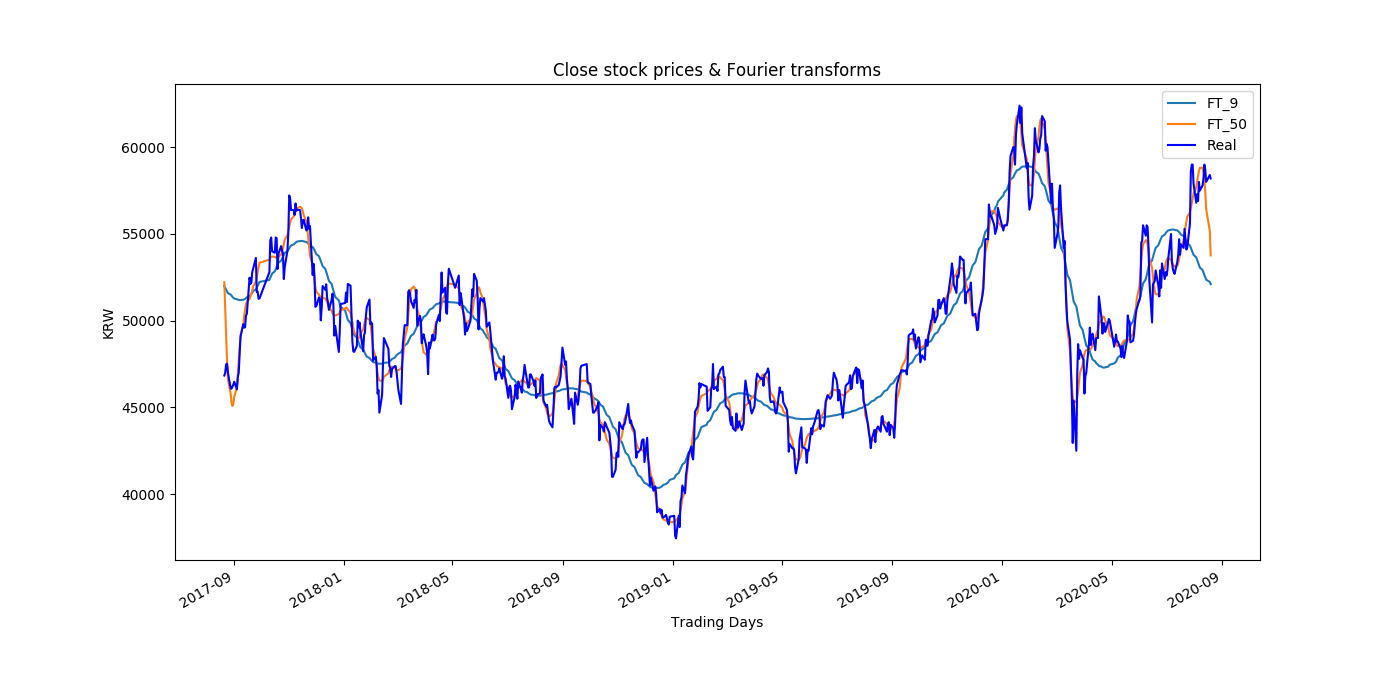 Close stock prices & Fourier transforms
FT_9
FT_50
Real
60000
55000
50000
45000
40000
KRW
2017-09
2018-01
2018-05
2018-09
2019-01
2019-05
2019-09
2020-01
2020-05
2020-09
Trading Days